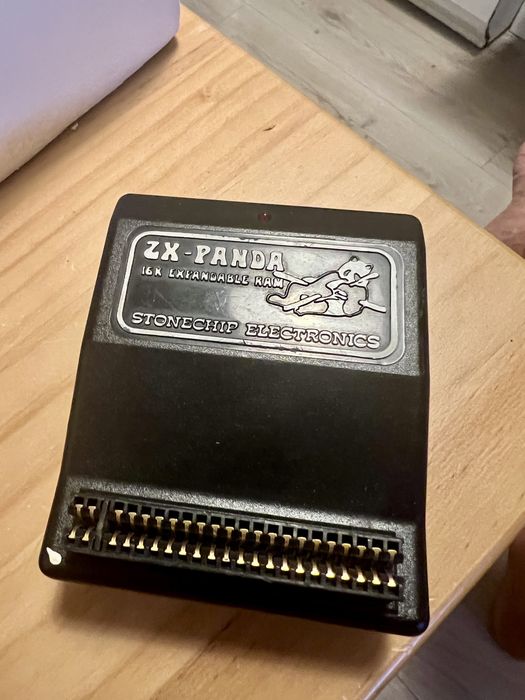 ZX-PANDA
16K EXPANDABLE RAM
STONECHIP ELECTRONICS